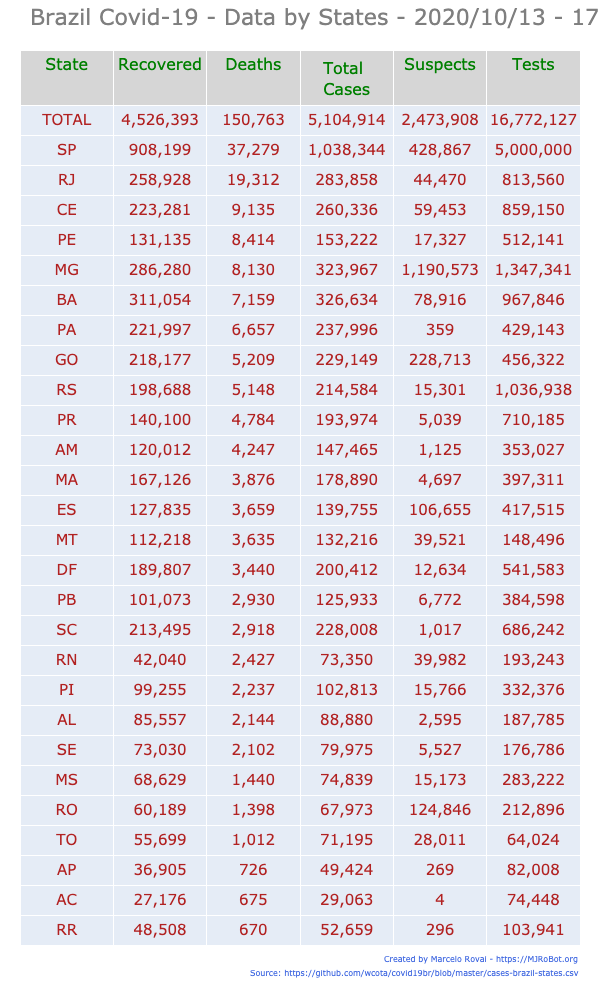 Brazil Covid-19 - Data by States - 2020/10/13 - 17
State Recovered Deaths Total Cases Suspects Tests
TOTAL 4,526,393 150,763 5,104,914 2,473,908 16,772,127
SP 908,199 37,279 1,038,344 428,867 5,000,000
RJ 258,928 19,312 283,858 44,470 813,560
CE 223,281 9,135 260,336 59,453 859,150
PE 131,135 8,414 153,222 17,327 512,141
MG 286,280 8,130 323,967 1,190,573 1,347,341
BA 311,054 7,159 326,634 78,916 967,846
PA 221,997 6,657 237,996 359 429,143
GO 218,177 5,209 229,149 228,713 456,322
RS 198,688 5,148 214,584 15,301 1,036,938
PR 140,100 4,784 193,974 5,039 710,185
AM 120,012 4,247 147,465 1,125 353,027
MA 167,126 3,876 178,890 4,697 397,311
ES 127,835 3,659 139,755 106,655 417,515
MT 112,218 3,635 132,216 39,521 148,496
DF 189,807 3,440 200,412 12,634 541,583
PB 101,073 2,930 125,933 6,772 384,598
SC 213,495 2,918 228,008 1,017 686,242
RN 42,040 2,427 73,350 39,982 193,243
PI 99,255 2,237 102,813 15,766 332,376
AL 85,557 2,144 88,880 2,595 187,785
SE 73,030 2,102 79,975 5,527 176,786
MS 68,629 1,440 74,839 15,173 283,222
RO 60,189 1,398 67,973 124,846 212,896
TO 55,699 1,012 71,195 28,011 64,024
AP 36,905 726 49,424 269 82,008
AC 27,176 675 29,063 4 74,448
RR 48,508 670 52,659 296 103,941
Created by Marcelo Rovai - https://MJRoBot.org
Source: https://github.com/wcota/covid19br/blob/master/cases-brazil-states.csv